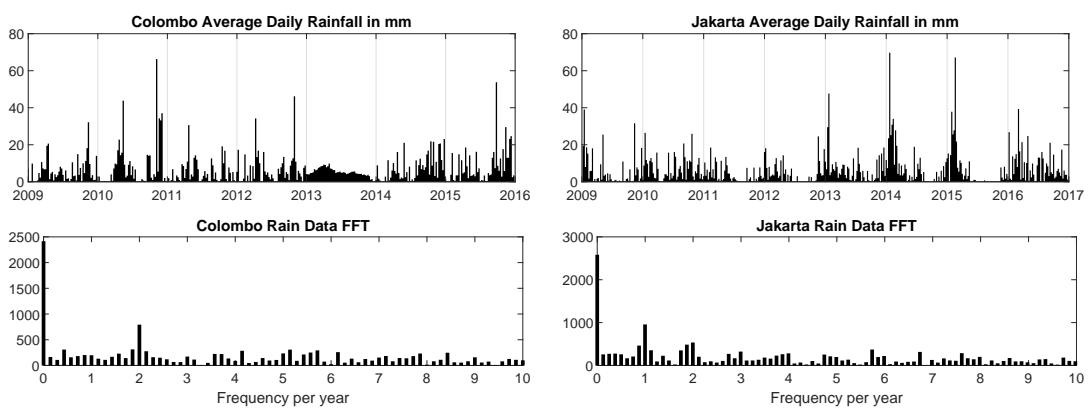 Colombo Average Daily Rainfall in mm
80
60
40
20
0
2009 2010 2011 2012 2013 2014 2015 2016
Jakarta Average Daily Rainfall in mm
80
60
40
20
0
2009 2010 2011 2012 2013 2014 2015 2016 2017
Colombo Rain Data FFT
2500
2000
1500
1000
500
0
0 1 2 3 4 5 6 7 8 9 10
Frequency per year
Jakarta Rain Data FFT
3000
2000
1000
0
0 1 2 3 4 5 6 7 8 9 10
Frequency per year